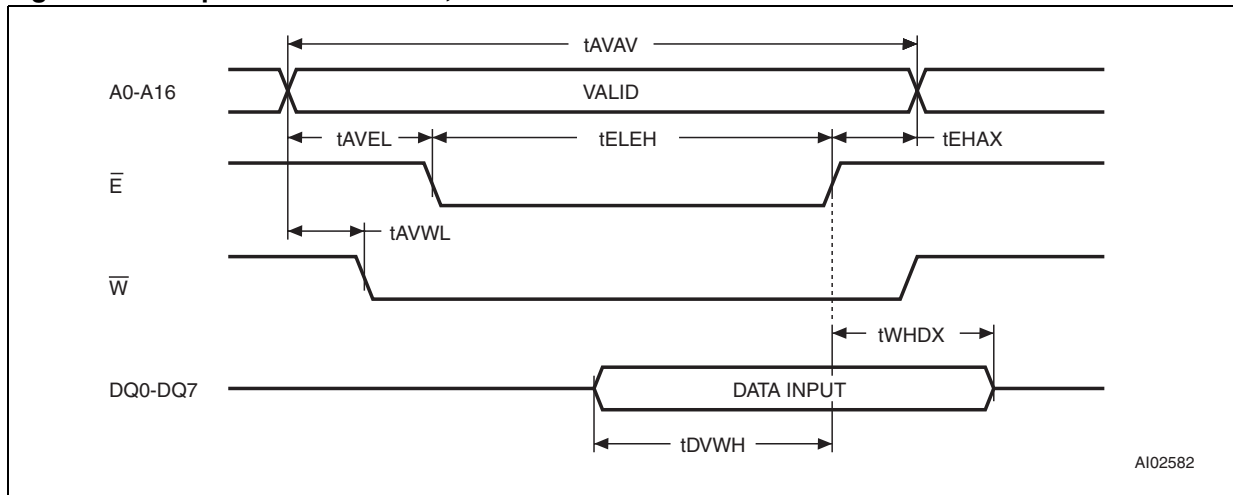 tAVAV
A0-A16
VALID
tAVEL
tELEH
tEHAX
E̅
tAVWL
W̅
tWHDX
DQ0-DQ7
DATA INPUT
tDVWH
AI02582